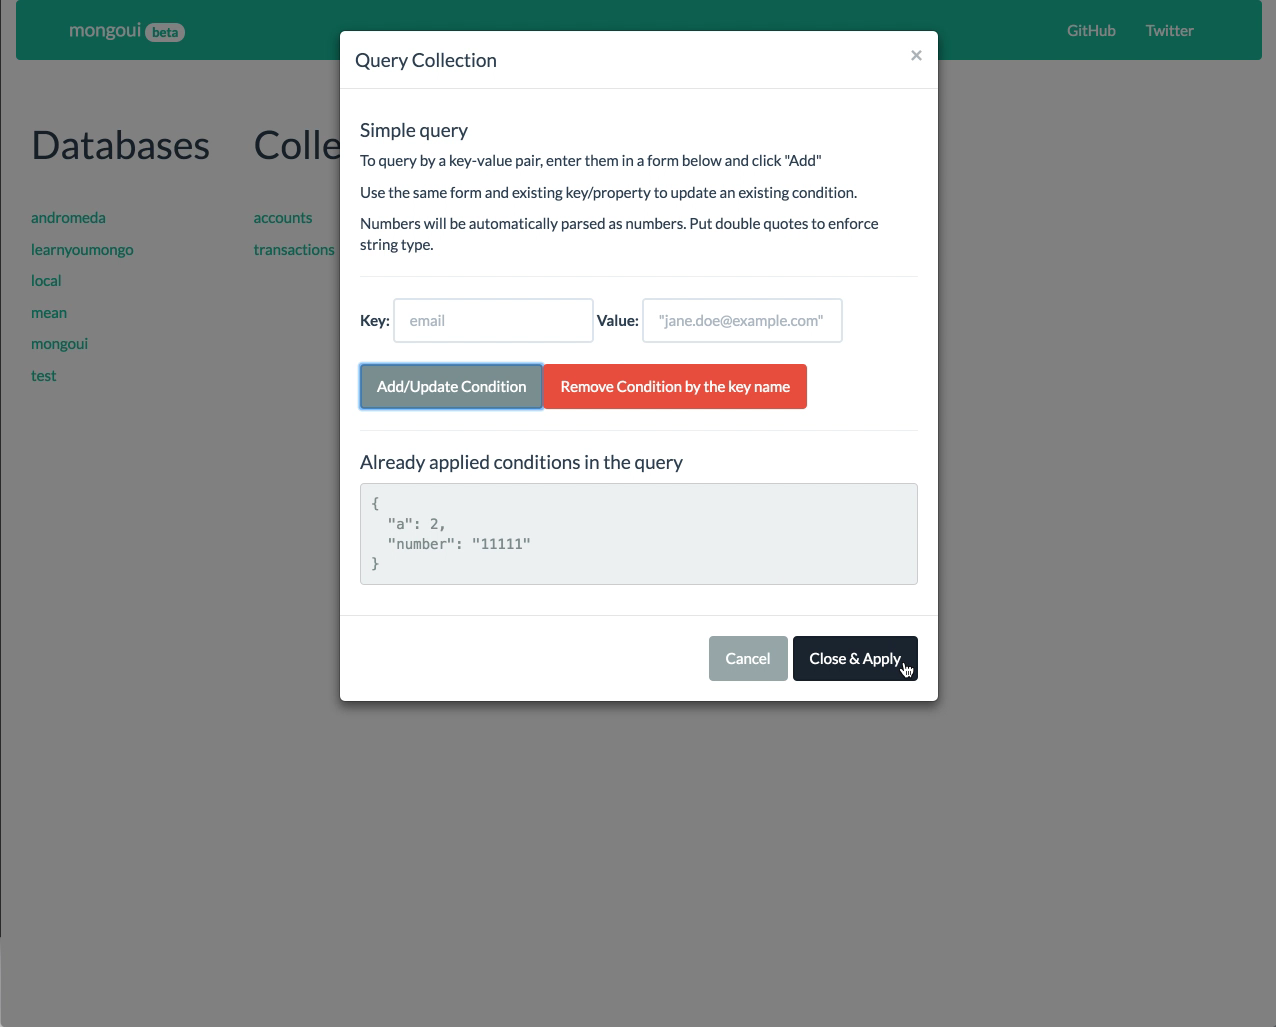 mongoui beta
GitHub
Twitter
Query Collection
×
Databases
Colle
andromeda
learnyoumongo
local
mean
mongoui
test
accounts
transactions
Simple query
To query by a key-value pair, enter them in a form below and click "Add"
Use the same form and existing key/property to update an existing condition.
Numbers will be automatically parsed as numbers. Put double quotes to enforce
string type.
Key: email Value: "jane.doe@example.com"
Add/Update Condition Remove Condition by the key name
Already applied conditions in the query
{
"a": 2,
"number": "11111"
}
Cancel Close & Apply